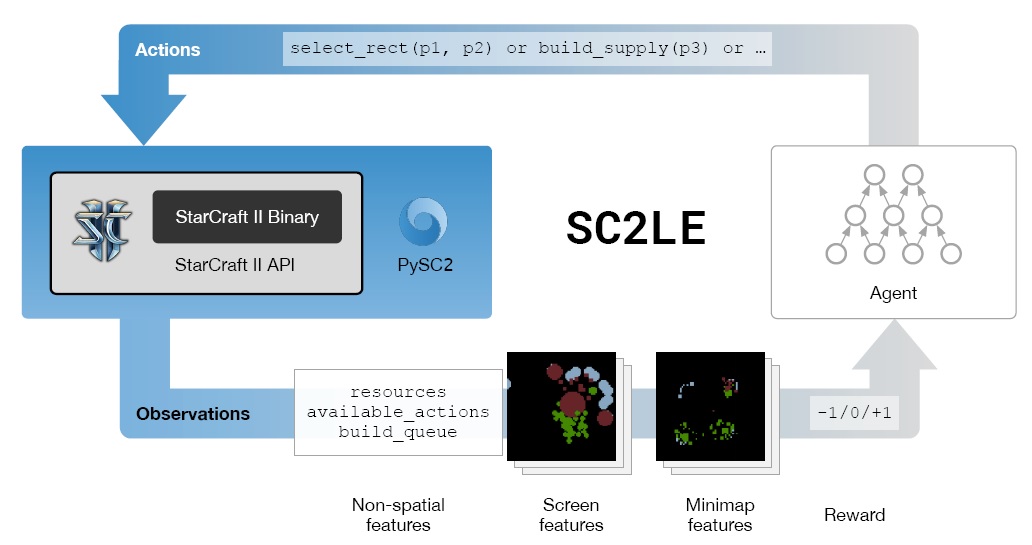 Actions
select_rect(p1, p2) or build_supply(p3) or …
StarCraft II Binary
StarCraft II API
PySC2
SC2LE
Agent
Observations
resources
available_actions
build_queue
-1/0/+1
Non-spatial
features
Screen
features
Minimap
features
Reward